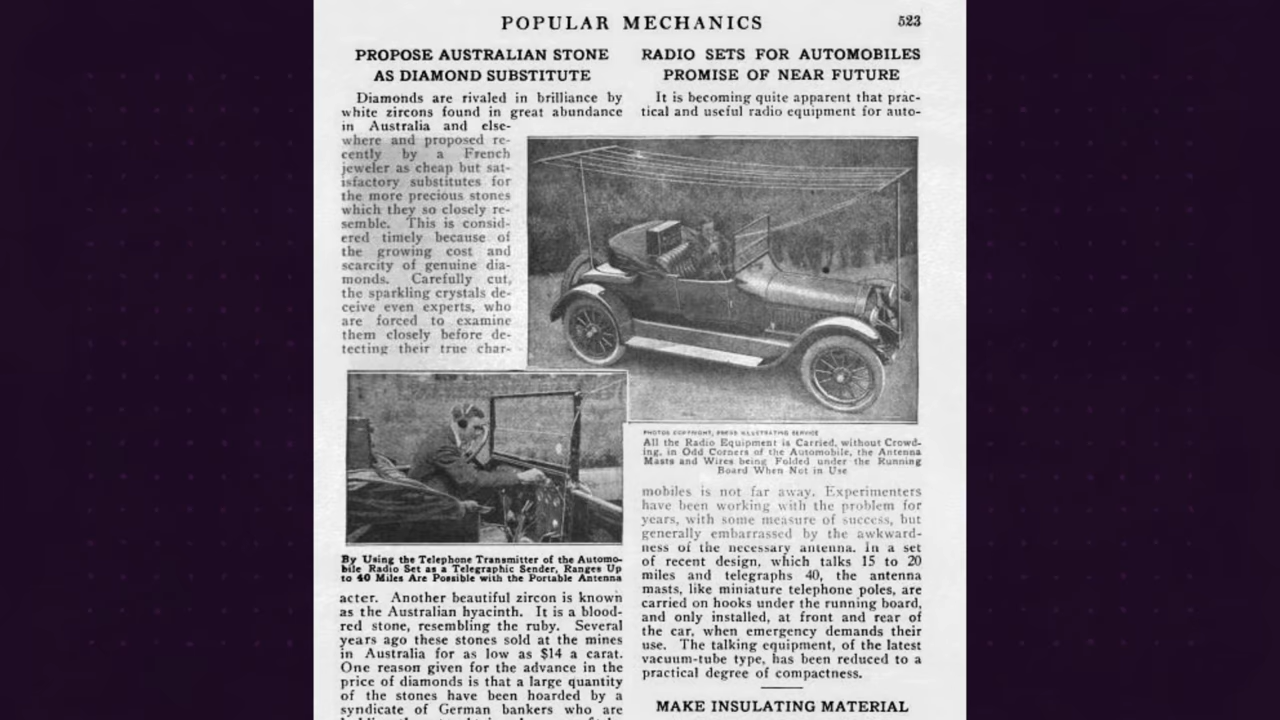 POPULAR MECHANICS
523
PROPOSE AUSTRALIAN STONE
AS DIAMOND SUBSTITUTE
Diamonds are rivaled in brilliance by
white zircons found in great abundance
in Australia and else-
where and proposed re-
cently by a French
jeweler as cheap but sat-
isfactory substitutes for
the more precious stones
which they so closely re-
semble. This is consid-
ered timely because of
the growing cost and
scarcity of genuine dia-
monds. Carefully cut,
the sparkling crystals de-
ceive even experts, who
are forced to examine
them closely before de-
tecting their true char-
By Using the Telephone Transmitter of the Automo-
bile Radio Set as a Telegraphic Sender, Ranges Up
to 40 Miles Are Possible with the Portable Antenna
acter. Another beautiful zircon is known
as the Australian hyacinth. It is a blood-
red stone, resembling the ruby. Several
years ago these stones sold at the mines
in Australia for as low as $14 a carat.
One reason given for the advance in the
price of diamonds is that a large quantity
of the stones have been hoarded by a
syndicate of German bankers who are
RADIO SETS FOR AUTOMOBILES
PROMISE OF NEAR FUTURE
It is becoming quite apparent that prac-
tical and useful radio equipment for auto-
PHOTOS COPYRIGHT, PRESS ILLUSTRATING SERVICE
All the Radio Equipment is Carried, without Crowd-
ing, in Odd Corners of the Automobile, the Antenna
Masts and Wires being Folded under the Running
Board When Not in Use
mobiles is not far away. Experimenters
have been working with the problem for
years, with some measure of success, but
generally embarrassed by the awkward-
ness of the necessary antenna. In a set
of recent design, which talks 15 to 20
miles and telegraphs 40, the antenna
masts, like miniature telephone poles, are
carried on hooks under the running board,
and only installed, at front and rear of
the car, when emergency demands their
use. The talking equipment, of the latest
vacuum-tube type, has been reduced to a
practical degree of compactness.
MAKE INSULATING MATERIAL